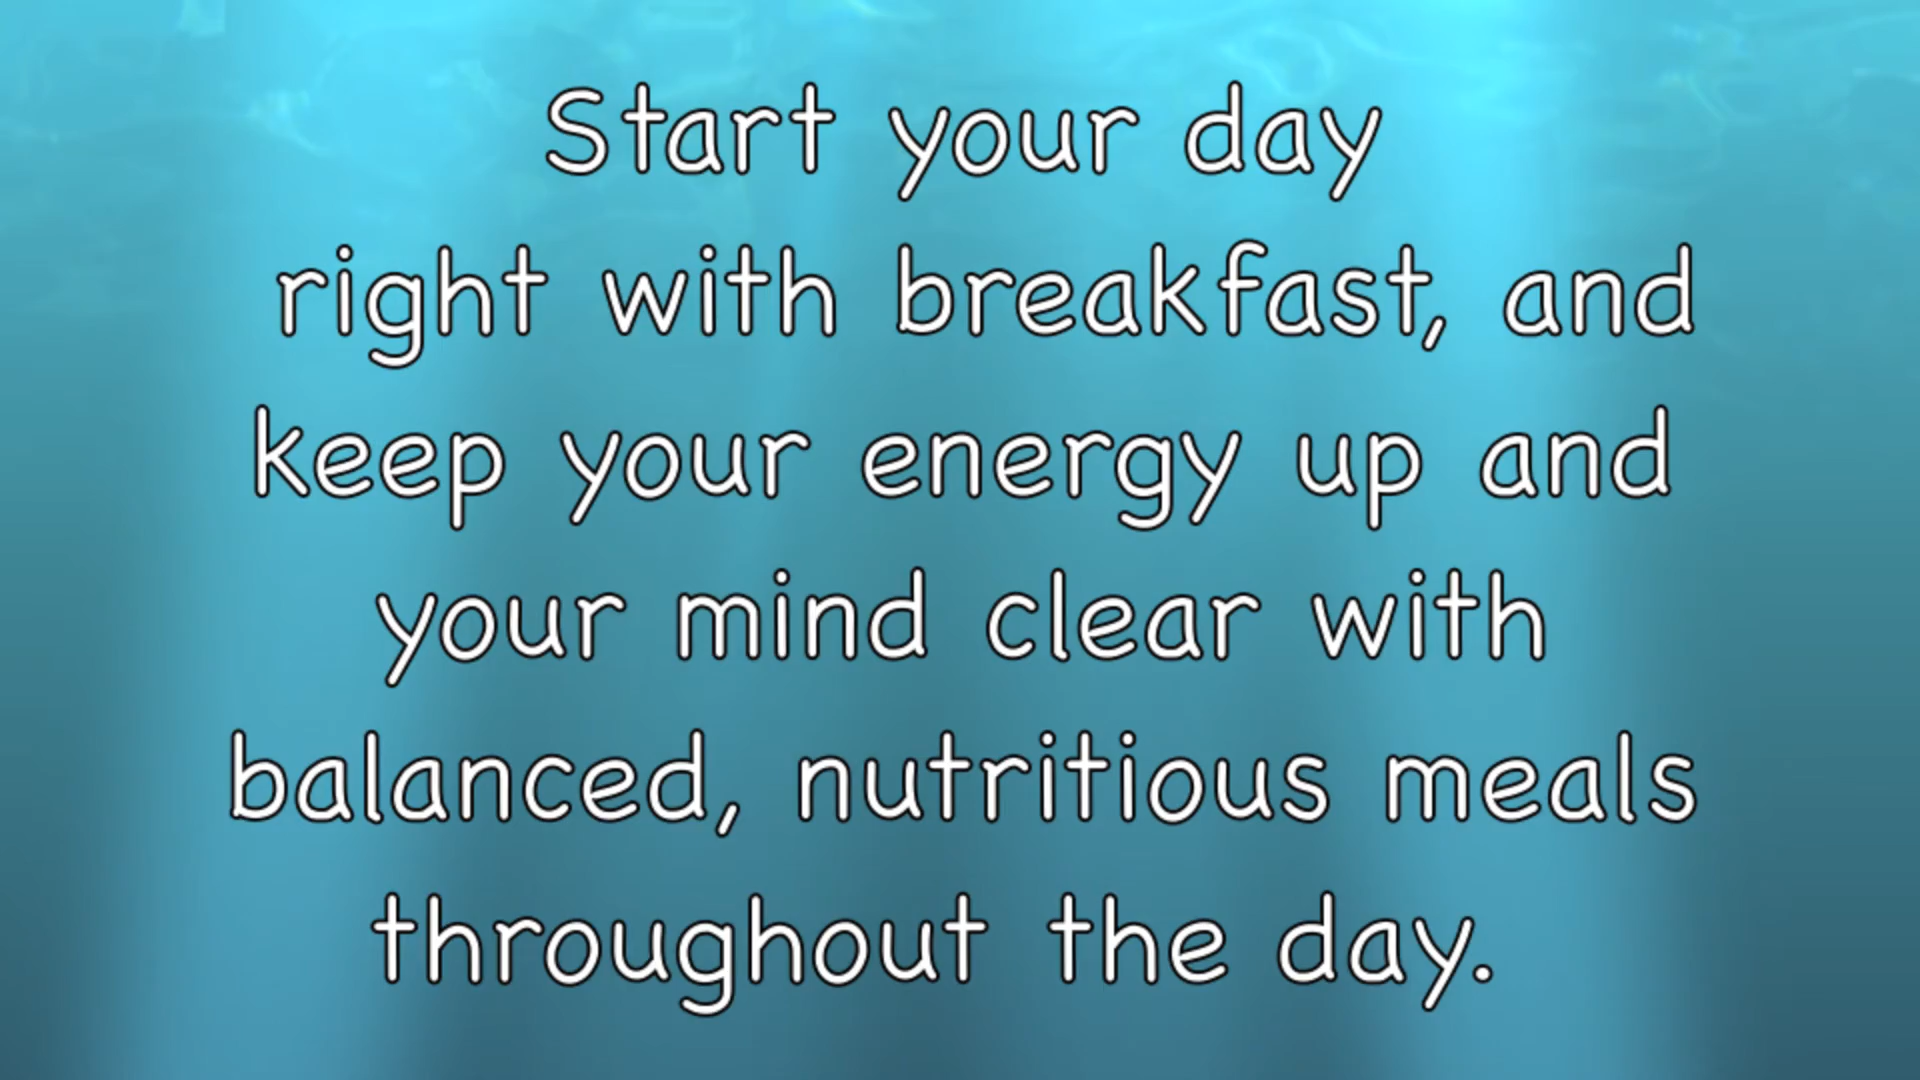 Start your day
right with breakfast, and
keep your energy up and
your mind clear with
balanced, nutritious meals
throughout the day.